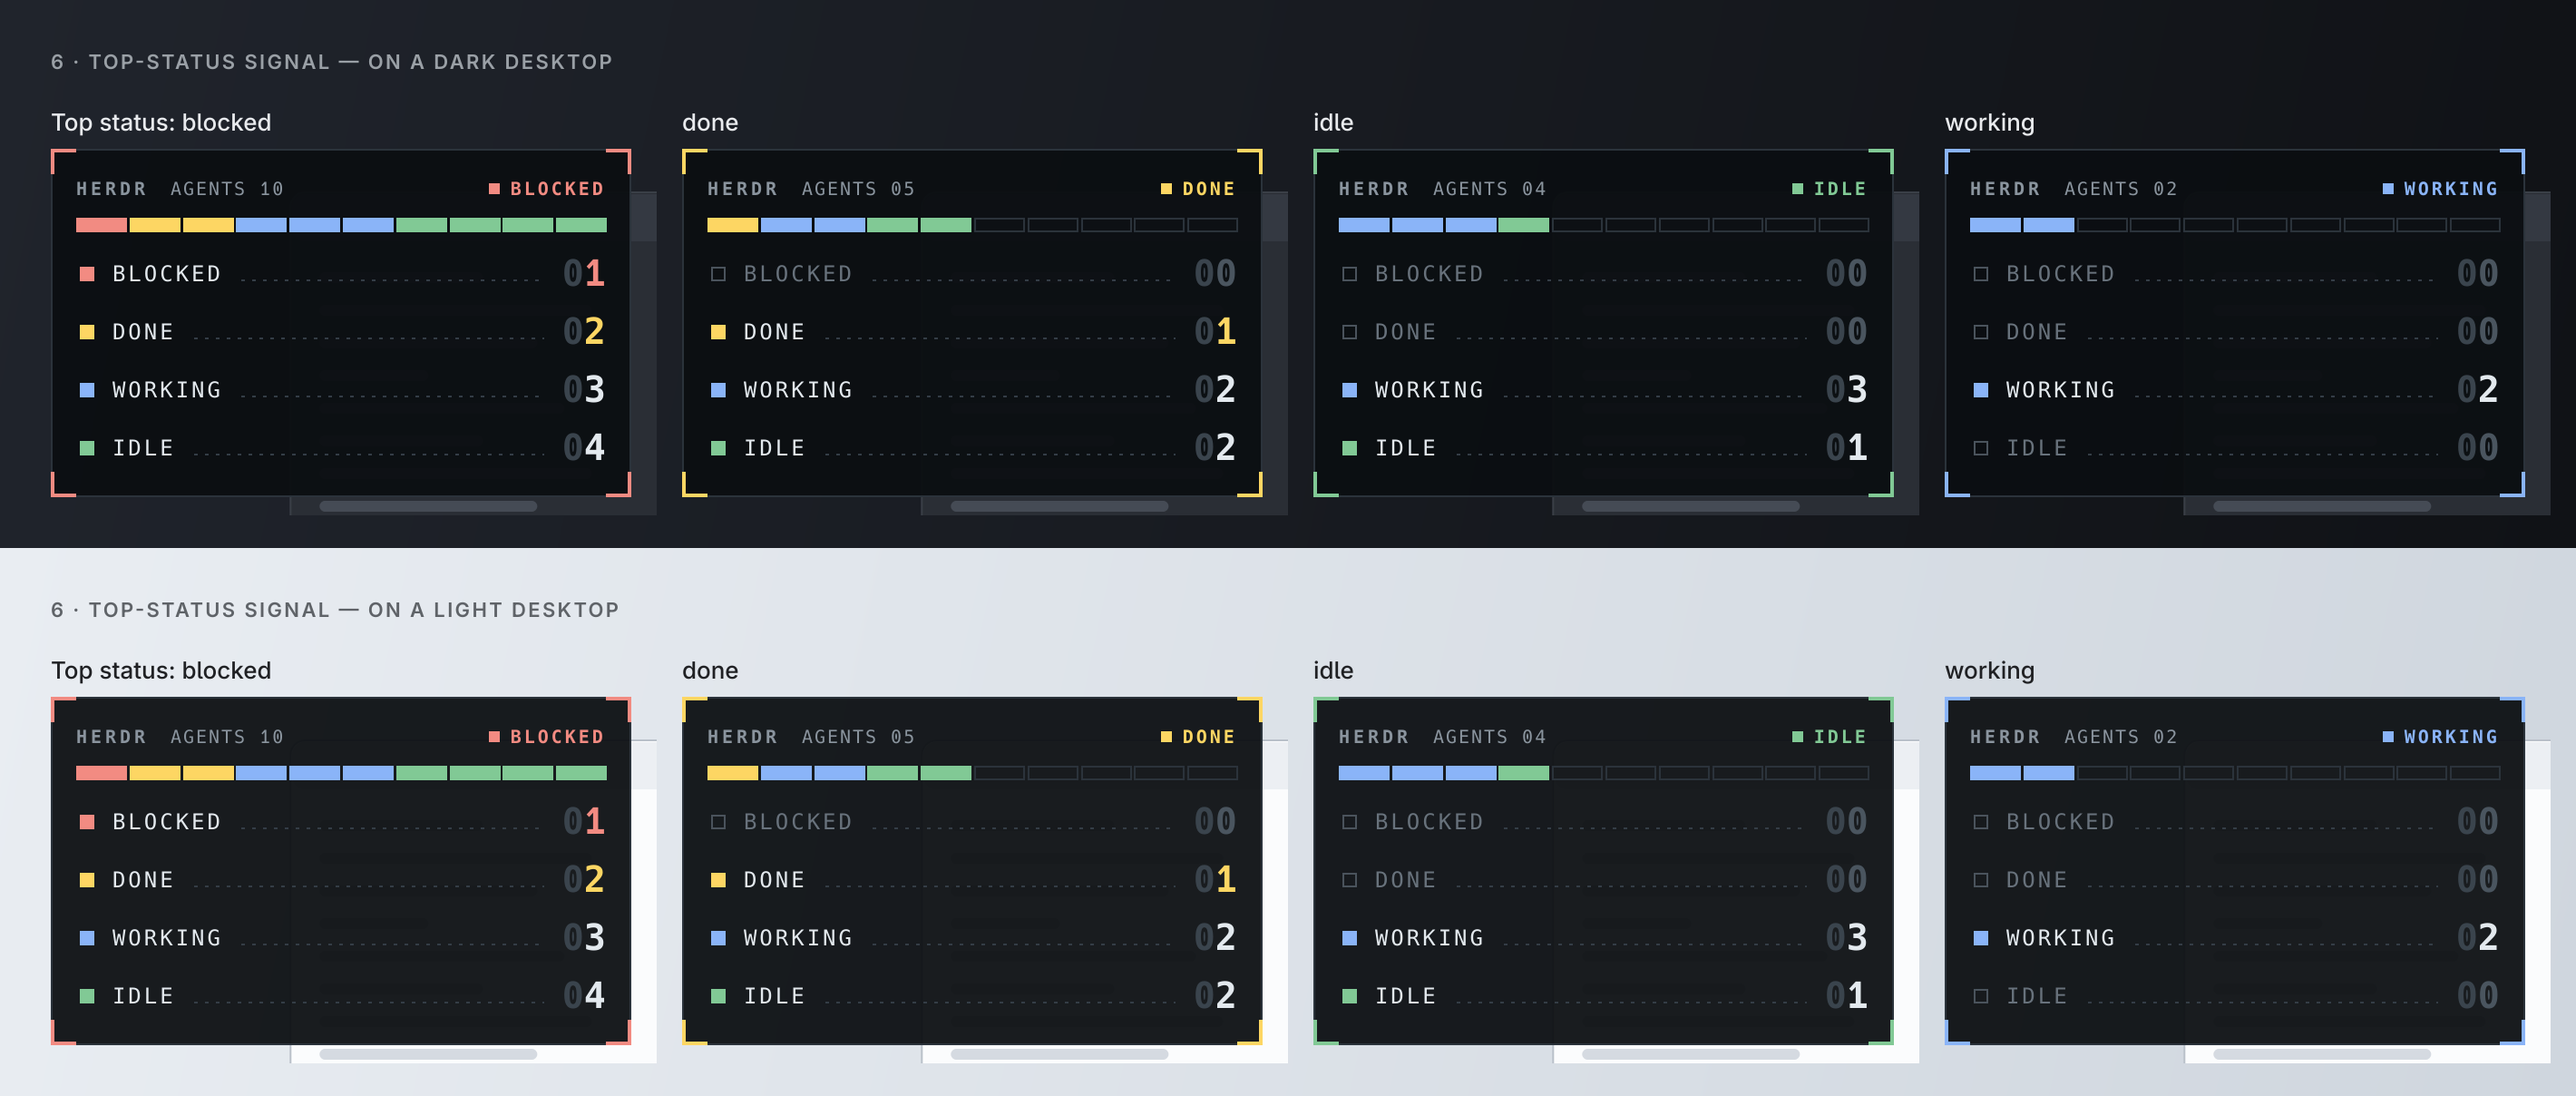 6 · TOP-STATUS SIGNAL — ON A DARK DESKTOP
Top status: blocked
HERDR AGENTS 10 BLOCKED
BLOCKED 01
DONE 02
WORKING 03
IDLE 04
done
HERDR AGENTS 05 DONE
BLOCKED 00
DONE 01
WORKING 02
IDLE 02
idle
HERDR AGENTS 04 IDLE
BLOCKED 00
DONE 00
WORKING 03
IDLE 01
working
HERDR AGENTS 02 WORKING
BLOCKED 00
DONE 00
WORKING 02
IDLE 00
6 · TOP-STATUS SIGNAL — ON A LIGHT DESKTOP
Top status: blocked
HERDR AGENTS 10 BLOCKED
BLOCKED 01
DONE 02
WORKING 03
IDLE 04
done
HERDR AGENTS 05 DONE
BLOCKED 00
DONE 01
WORKING 02
IDLE 02
idle
HERDR AGENTS 04 IDLE
BLOCKED 00
DONE 00
WORKING 03
IDLE 01
working
HERDR AGENTS 02 WORKING
BLOCKED 00
DONE 00
WORKING 02
IDLE 00